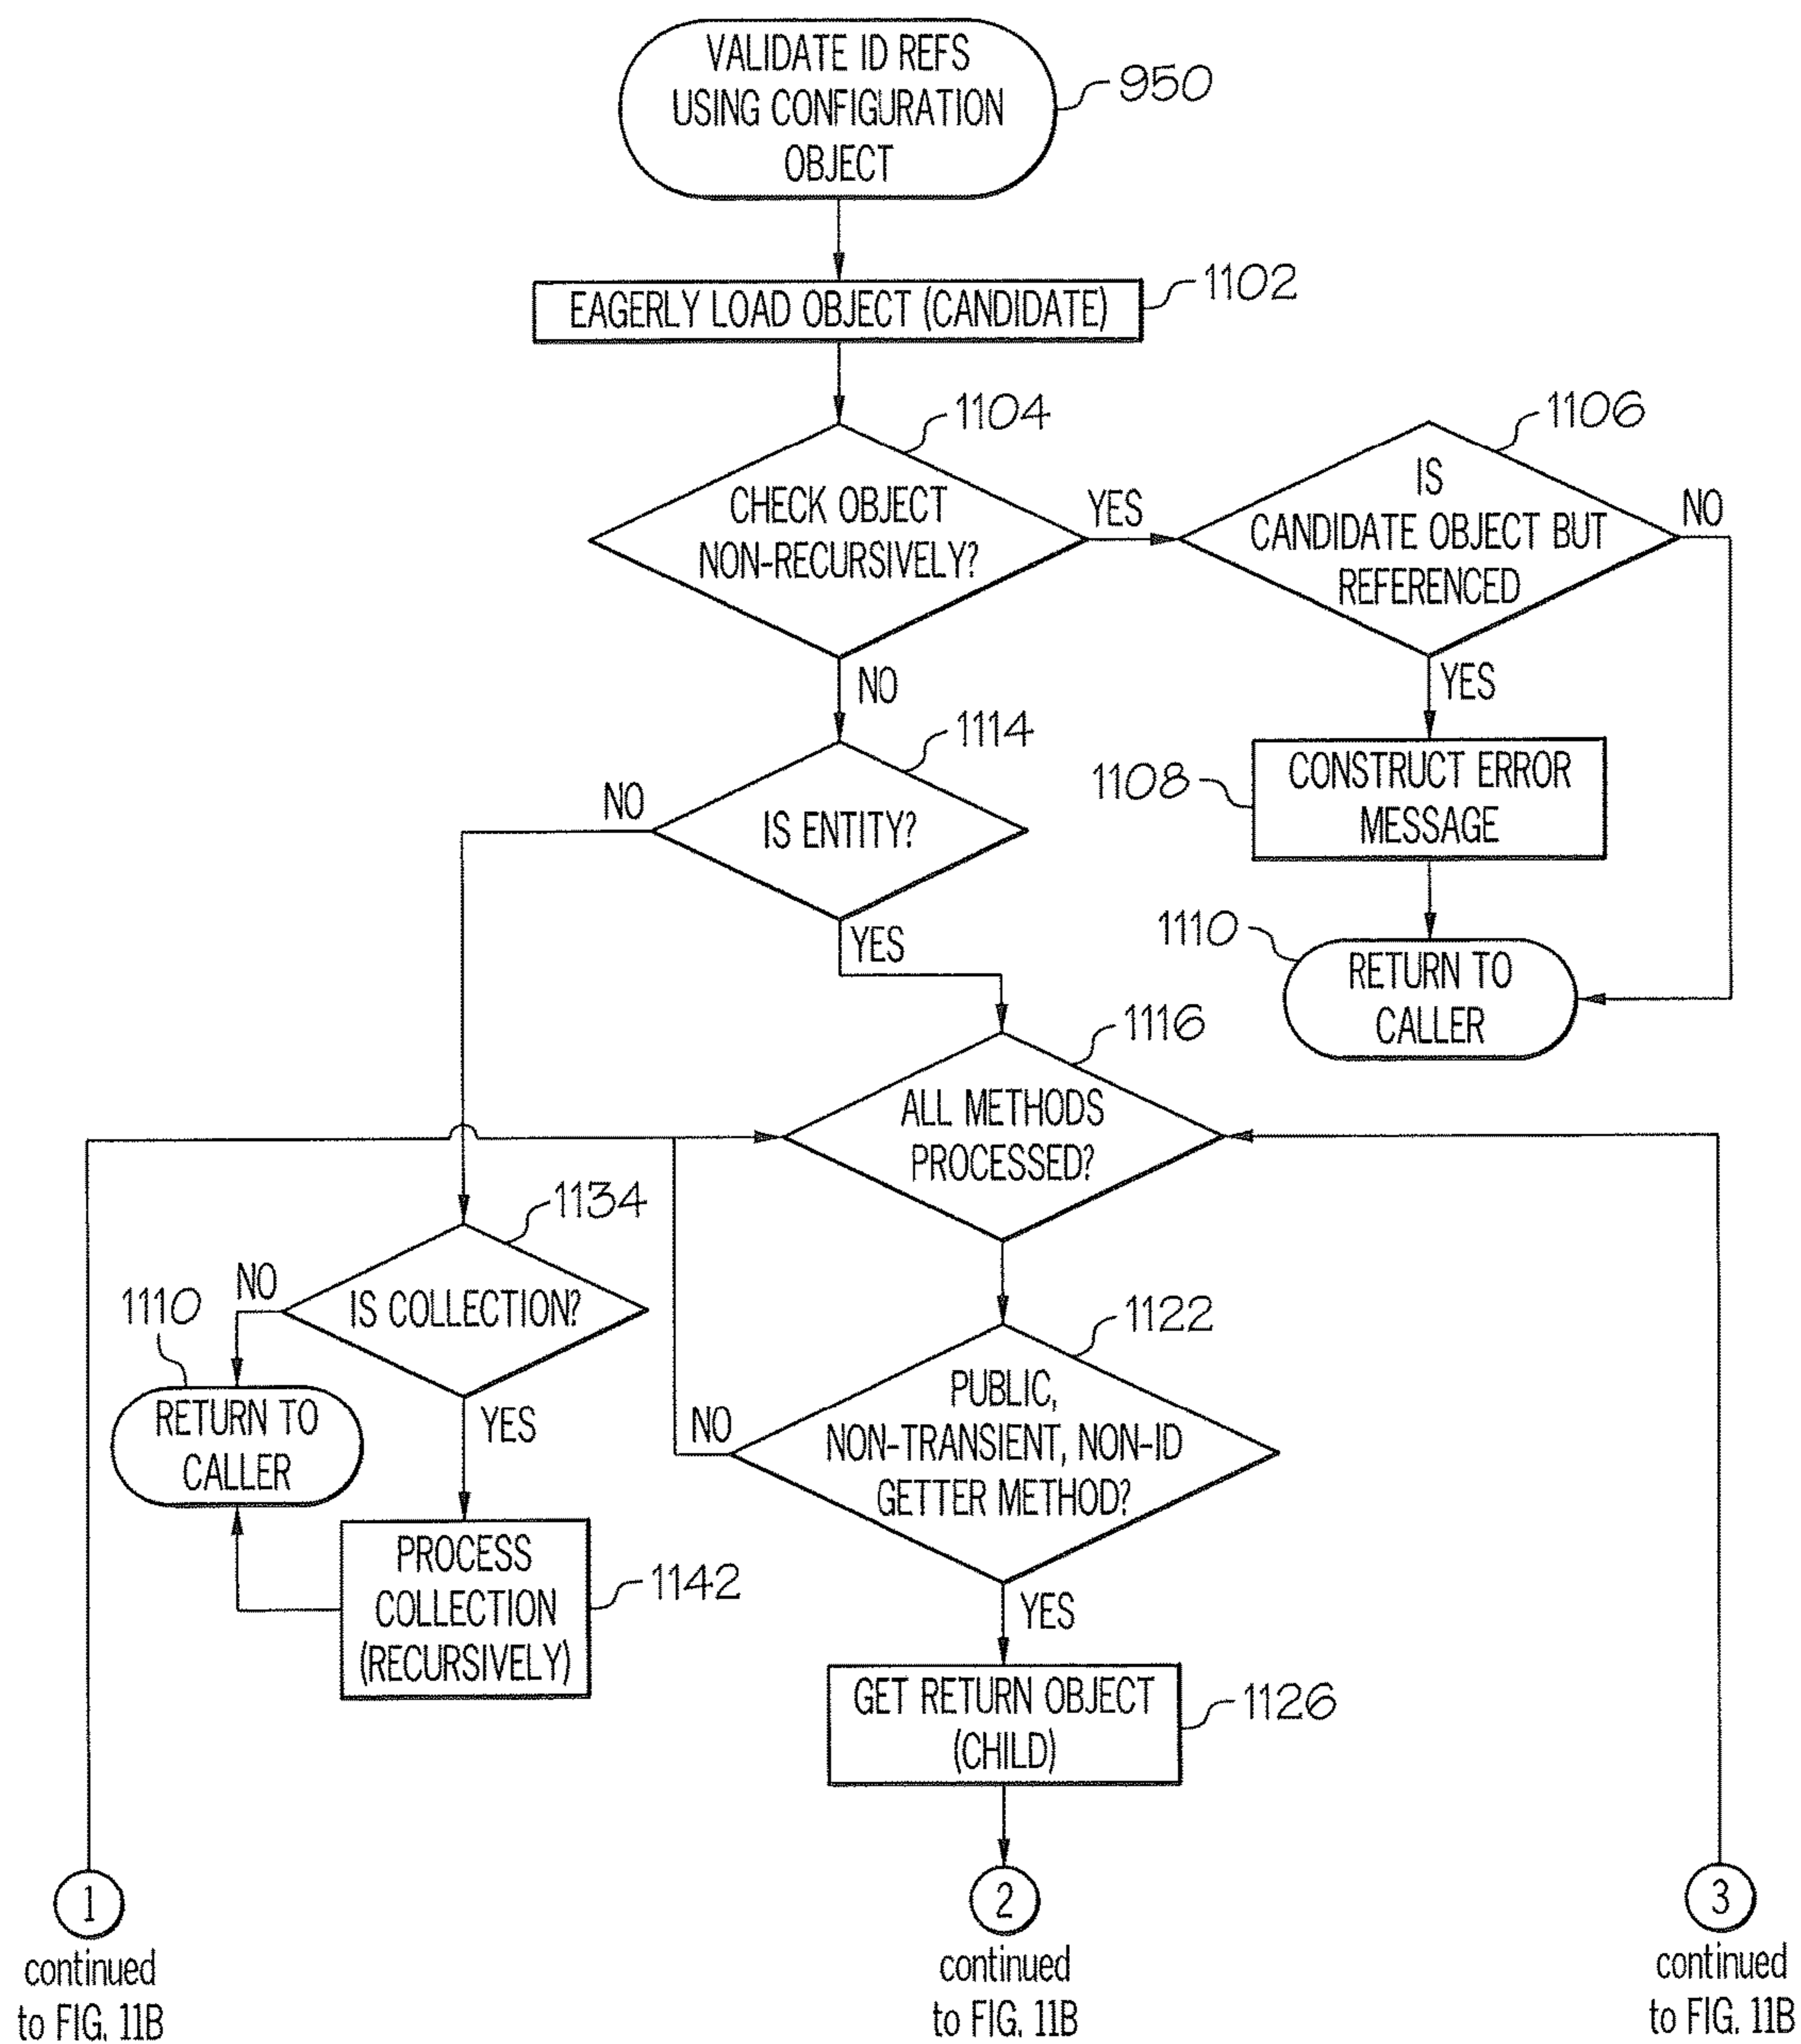 VALIDATE ID REFS
USING CONFIGURATION
OBJECT
950
EAGERLY LOAD OBJECT (CANDIDATE)
1102
1104
CHECK OBJECT
NON-RECURSIVELY?
YES
NO
1106
IS
CANDIDATE OBJECT BUT
REFERENCED
NO
YES
1108
CONSTRUCT ERROR
MESSAGE
1110
RETURN TO
CALLER
1114
IS ENTITY?
NO
YES
1116
ALL METHODS
PROCESSED?
1134
IS COLLECTION?
NO
YES
1110
RETURN TO
CALLER
PROCESS
COLLECTION
(RECURSIVELY)
1142
1122
PUBLIC,
NON-TRANSIENT, NON-ID
GETTER METHOD?
NO
YES
GET RETURN OBJECT
(CHILD)
1126
1
continued
to FIG. 11B
2
continued
to FIG. 11B
3
continued
to FIG. 11B